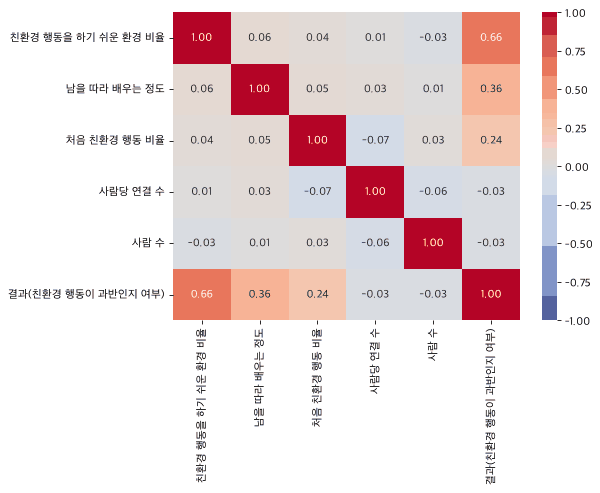 친환경 행동을 하기 쉬운 환경 비율 1.00 0.06 0.04 0.01 -0.03 0.66
남을 따라 배우는 정도 0.06 1.00 0.05 0.03 0.01 0.36
처음 친환경 행동 비율 0.04 0.05 1.00 -0.07 0.03 0.24
사람당 연결 수 0.01 0.03 -0.07 1.00 -0.06 -0.03
사람 수 -0.03 0.01 0.03 -0.06 1.00 -0.03
결과(친환경 행동이 과반인지 여부) 0.66 0.36 0.24 -0.03 -0.03 1.00
친환경 행동을 하기 쉬운 환경 비율
남을 따라 배우는 정도
처음 친환경 행동 비율
사람당 연결 수
사람 수
결과(친환경 행동이 과반인지 여부)
1.00
0.75
0.50
0.25
0.00
-0.25
-0.50
-0.75
-1.00